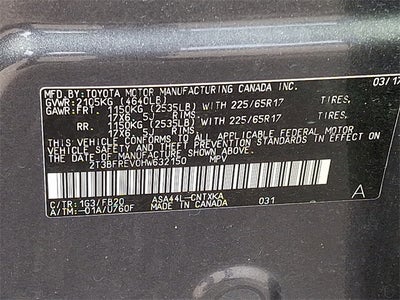 MFD.BY:TOYOTA MOTOR MANUFACTURING CANADA INC. 03/17
GVWR:2105KG (4640LB)
GAWR:FRT. 1150KG (2535LB) WITH 225/65R17 TIRES,
17X6.5J RIMS
RR. 1150KG (2535LB) WITH 225/65R17 TIRES,
17X6.5J RIMS
THIS VEHICLE CONFORMS TO ALL APPLICABLE FEDERAL MOTOR
VEHICLE SAFETY AND THEFT PREVENTION STANDARDS IN EFFECT
ON THE DATE OF MANUFACTURE SHOWN ABOVE.
2T3BFREV0HW632150 MPV
C/TR:1G3/FB20 ASA44L-CNTXKA
A/TM:-01A/U760F MADE IN CANADA 031 A